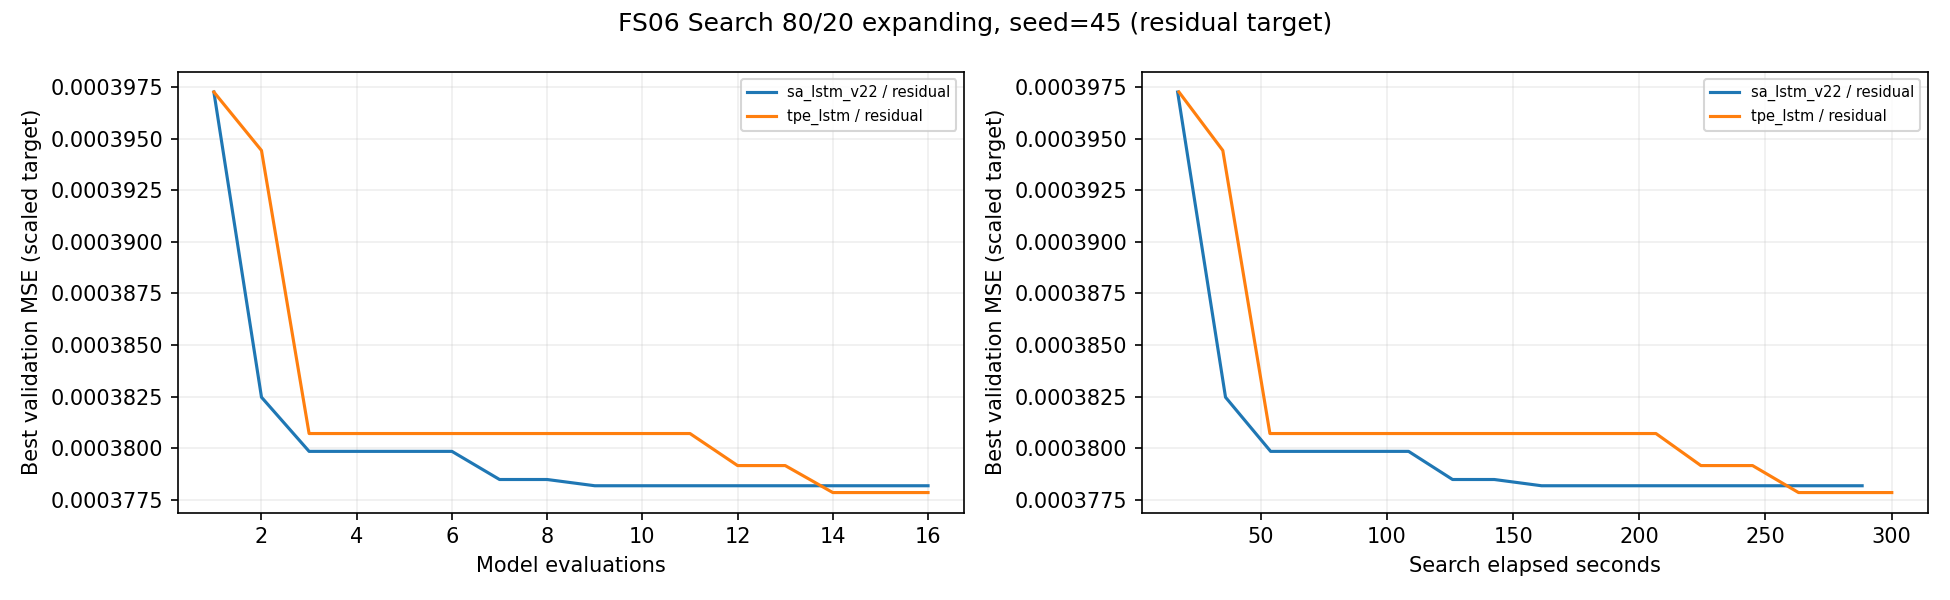 FS06 Search 80/20 expanding, seed=45 (residual target)
Best validation MSE (scaled target)
0.0003975
0.0003950
0.0003925
0.0003900
0.0003875
0.0003850
0.0003825
0.0003800
0.0003775
sa_lstm_v22 / residual
tpe_lstm / residual
2 4 6 8 10 12 14 16
Model evaluations
Best validation MSE (scaled target)
0.0003975
0.0003950
0.0003925
0.0003900
0.0003875
0.0003850
0.0003825
0.0003800
0.0003775
sa_lstm_v22 / residual
tpe_lstm / residual
50 100 150 200 250 300
Search elapsed seconds